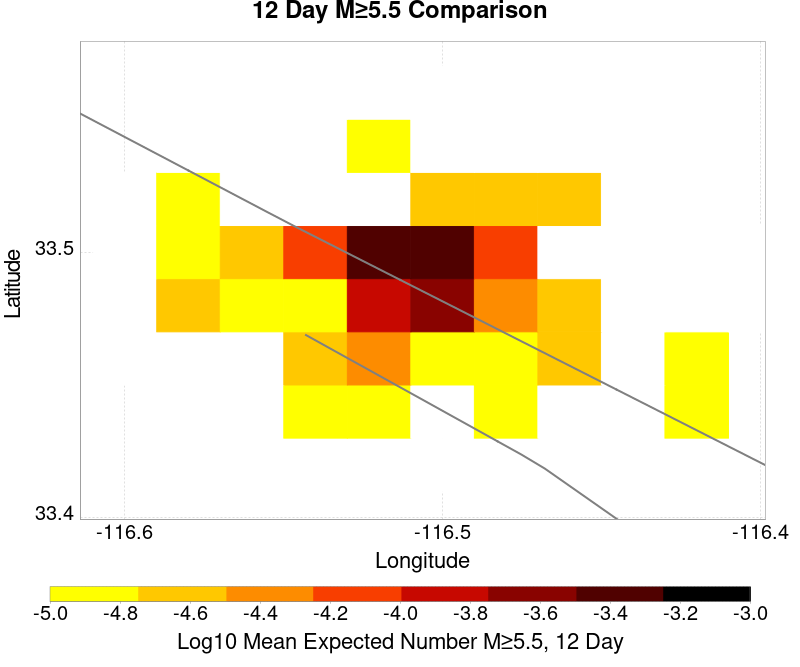 12 Day M≥5.5 Comparison
Latitude
33.5
33.4
-116.6 -116.5 -116.4
Longitude
-5.0 -4.8 -4.6 -4.4 -4.2 -4.0 -3.8 -3.6 -3.4 -3.2 -3.0
Log10 Mean Expected Number M≥5.5, 12 Day